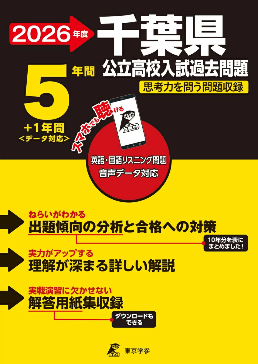 2026年度
千葉県
公立高校入試過去問題
思考力を問う問題収録
5年間
+1年間
<データ対応>
スマホでも聴ける
英語・国語リスニング問題
音声データ対応
ねらいがわかる
出題傾向の分析と合格への対策
10年分を表に
まとめました!
実力がアップする
理解が深まる詳しい解説
実戦演習に欠かせない
解答用紙集収録
ダウンロードも
できる
東京学参